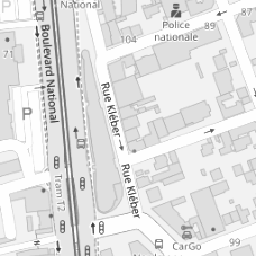 National
Police
nationale
89
104
71
Boulevard National
P
P
Rue Kléber
Rue Kléber
Tram T2
CarGo
99